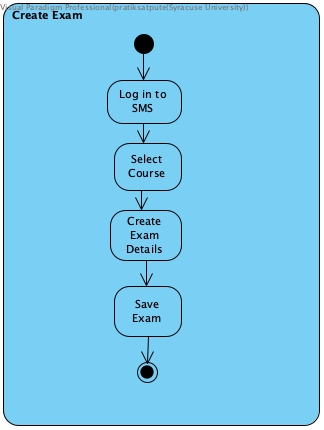 Visual Paradigm Professional(pratiksatpute(Syracuse University))
Create Exam
Log in to
SMS
Select
Course
Create
Exam
Details
Save
Exam